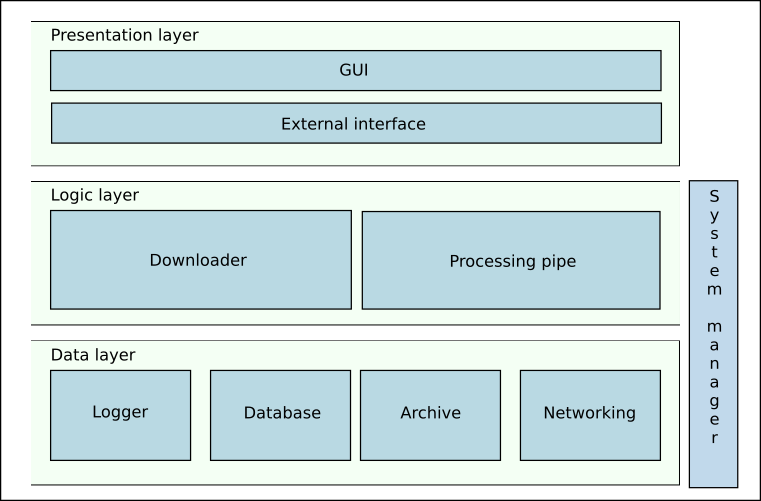 Presentation layer
GUI
External interface
Logic layer
Downloader
Processing pipe
Data layer
Logger
Database
Archive
Networking
System manager